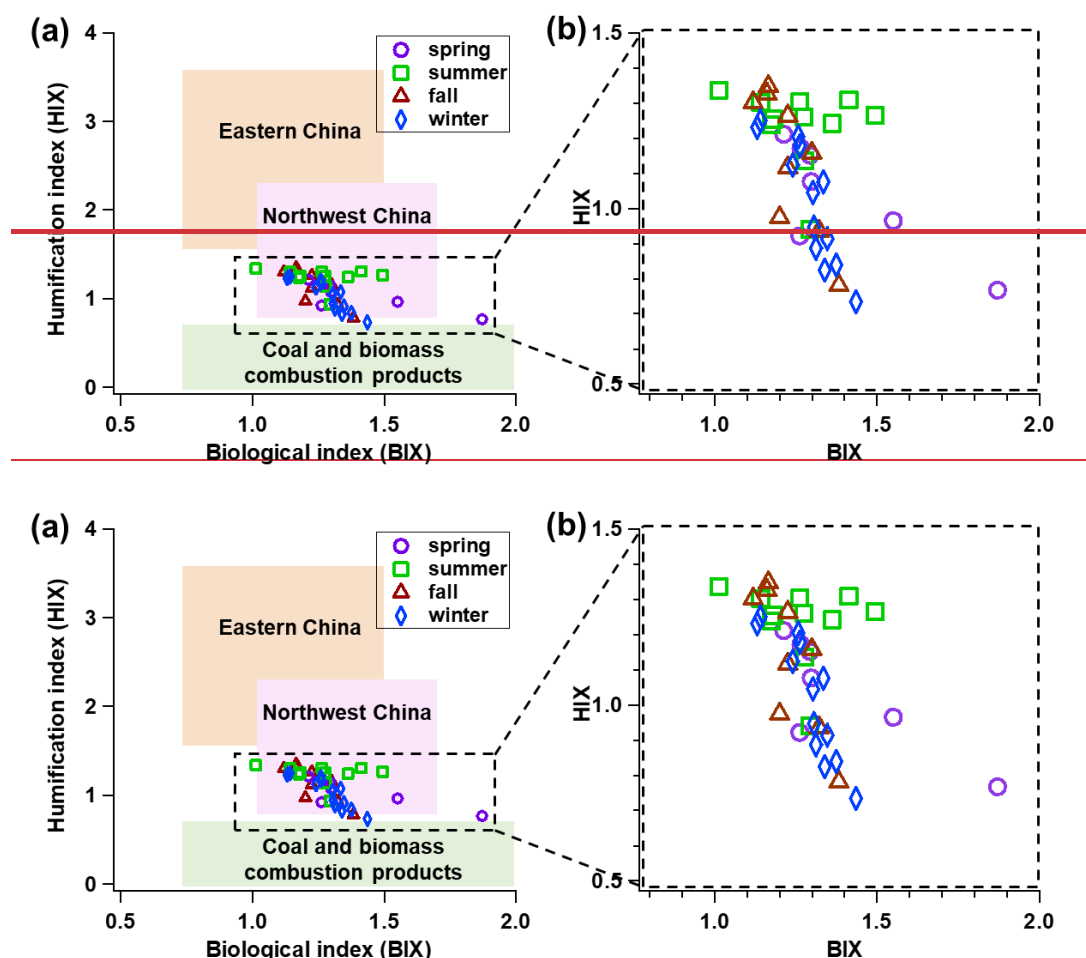 (a)
(b)
4
3
2
1
0
Humification index (HIX)
0.5
1.0
1.5
2.0
Biological index (BIX)
spring
summer
fall
winter
Eastern China
Northwest China
Coal and biomass
combustion products
1.5
1.0
0.5
HIX
1.0
1.5
2.0
BIX
(a)
(b)
4
3
2
1
0
Humification index (HIX)
0.5
1.0
1.5
2.0
Biological index (BIX)
spring
summer
fall
winter
Eastern China
Northwest China
Coal and biomass
combustion products
1.5
1.0
0.5
HIX
1.0
1.5
2.0
BIX